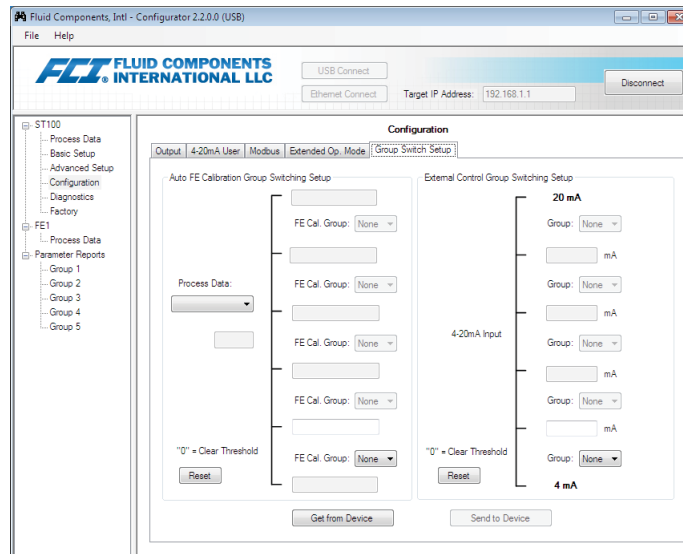 Fluid Components, Intl - Configurator 2.2.0.0 (USB)
File Help
FCI. FLUID COMPONENTS
INTERNATIONAL LLC
USB Connect
Ethernet Connect
Target IP Address: 192.168.1.1
Disconnect
ST100
Process Data
Basic Setup
Advanced Setup
Configuration
Diagnostics
Factory
FE1
Process Data
Parameter Reports
Group 1
Group 2
Group 3
Group 4
Group 5
Configuration
Output 4-20mA User Modbus Extended Op. Mode Group Switch Setup
Auto FE Calibration Group Switching Setup
FE Cal. Group: None
FE Cal. Group: None
Process Data:
FE Cal. Group: None
FE Cal. Group: None
"0" = Clear Threshold
FE Cal. Group: None
Reset
External Control Group Switching Setup
20 mA
Group: None
mA
Group: None
mA
4-20mA Input
Group: None
mA
Group: None
mA
"0" = Clear Threshold
Group: None
Reset
4 mA
Get from Device
Send to Device